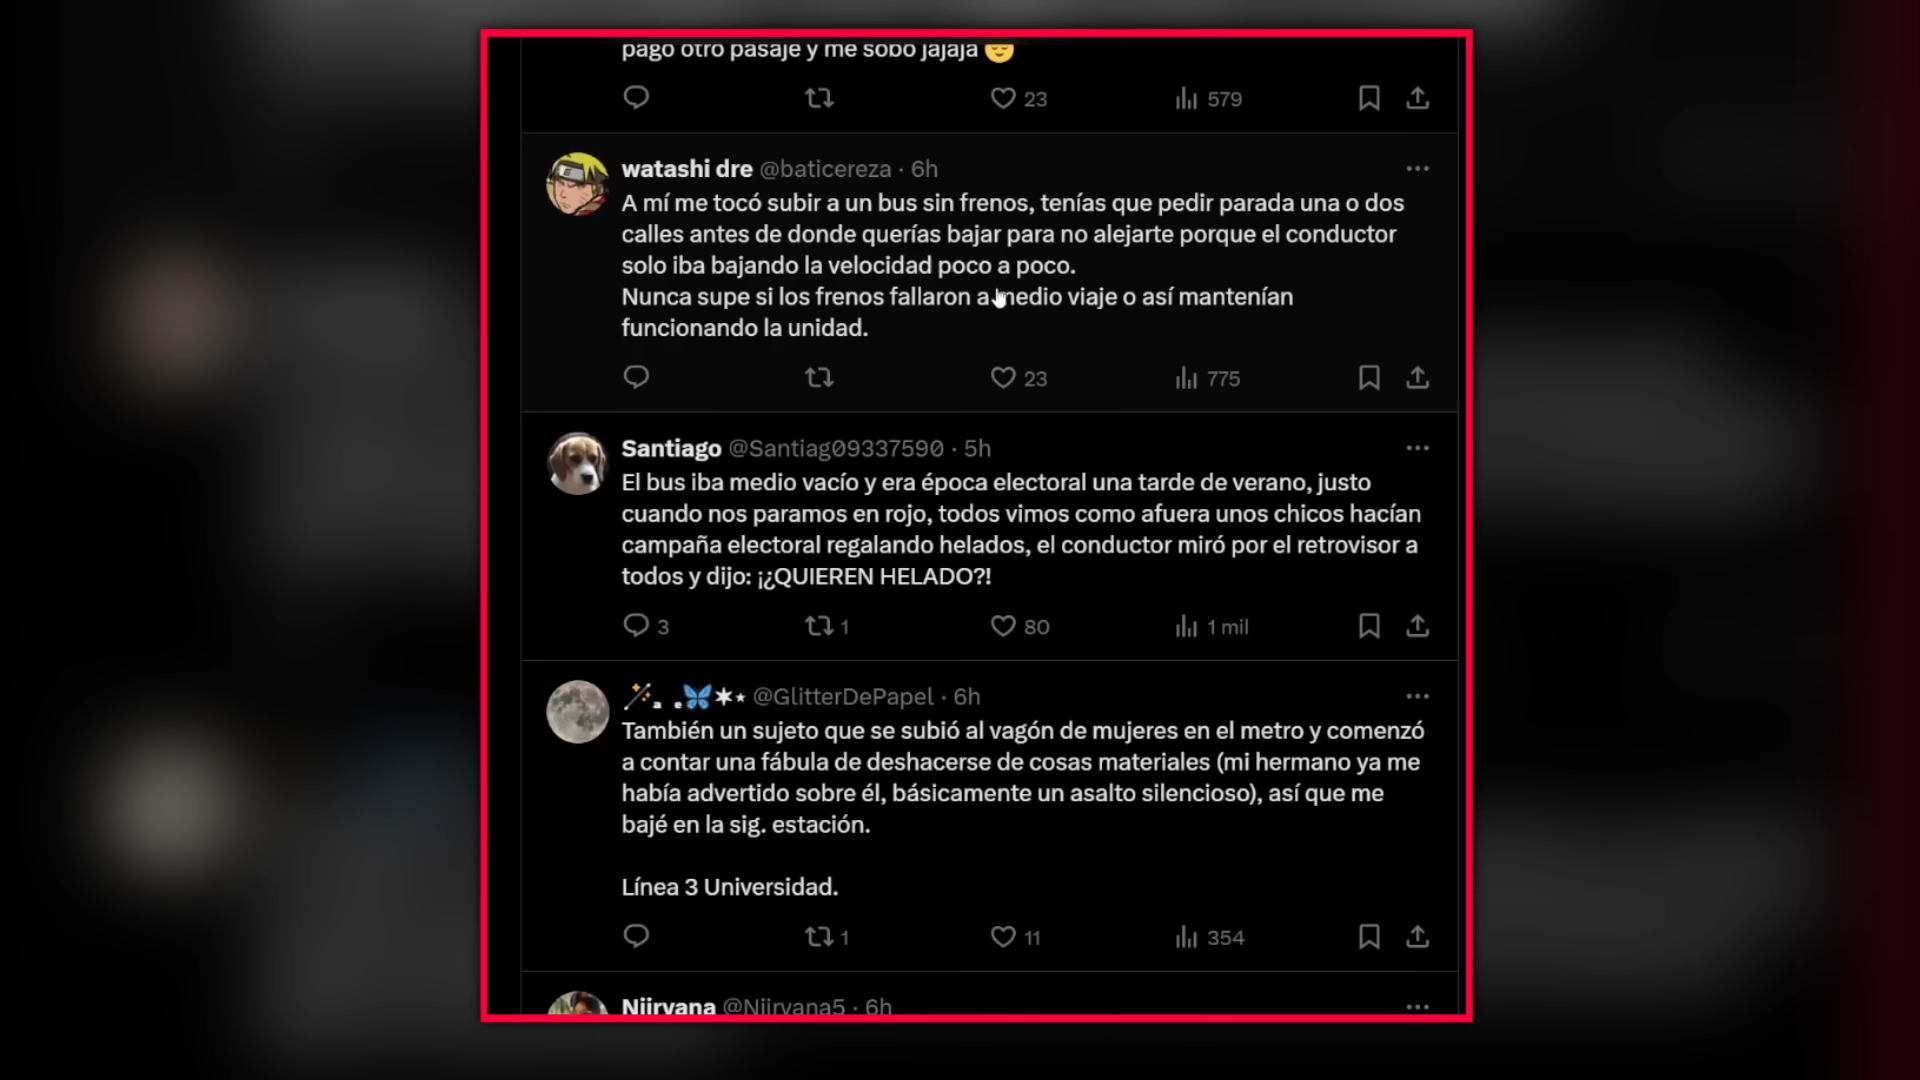 pago otro pasaje y me sobó jajaja 😌
23 579
watashi dre @baticereza · 6h
A mí me tocó subir a un bus sin frenos, tenías que pedir parada una o dos
calles antes de donde querías bajar para no alejarte porque el conductor
solo iba bajando la velocidad poco a poco.
Nunca supe si los frenos fallaron a medio viaje o así mantenían
funcionando la unidad.
23 775
Santiago @Santiag09337590 · 5h
El bus iba medio vacío y era época electoral una tarde de verano, justo
cuando nos paramos en rojo, todos vimos como afuera unos chicos hacían
campaña electoral regalando helados, el conductor miró por el retrovisor a
todos y dijo: ¡¿QUIEREN HELADO?!
3 1 80 1 mil
🪄ₐ ₑ🦋✶⋆ @GlitterDePapel · 6h
También un sujeto que se subió al vagón de mujeres en el metro y comenzó
a contar una fábula de deshacerse de cosas materiales (mi hermano ya me
había advertido sobre él, básicamente un asalto silencioso), así que me
bajé en la sig. estación.
Línea 3 Universidad.
1 11 354
Niirvana @Niirvana5 · 6h